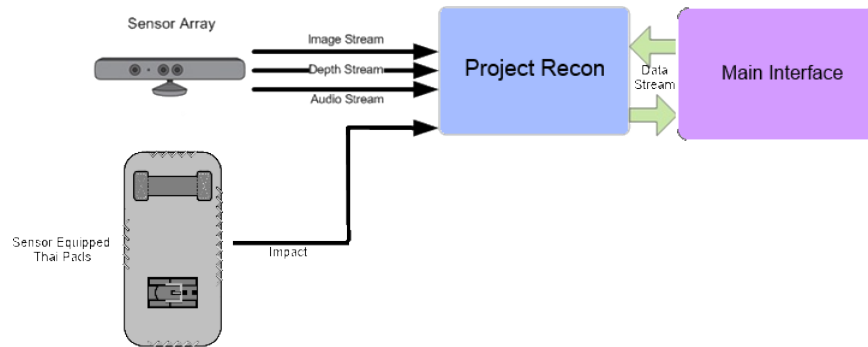 Sensor Array
Image Stream
Depth Stream
Audio Stream
Project Recon
Data
Stream
Main Interface
Sensor Equipped
Thai Pads
Impact